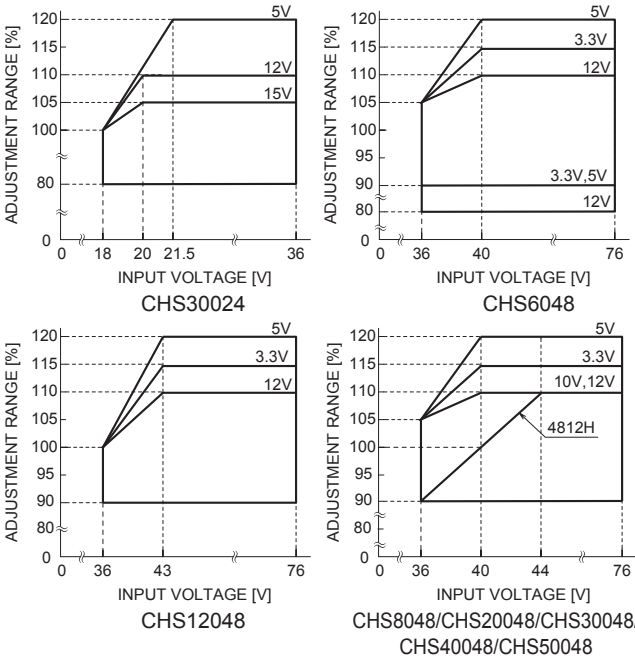 ADJUSTMENT RANGE [%]
120
115
110
105
100
80
0
5V
12V
15V
0 18 20 21.5 36
INPUT VOLTAGE [V]
CHS30024
ADJUSTMENT RANGE [%]
120
115
110
105
100
95
90
80
0
5V
3.3V
12V
3.3V,5V
12V
0 36 40 76
INPUT VOLTAGE [V]
CHS6048
ADJUSTMENT RANGE [%]
120
115
110
105
100
95
90
80
0
5V
3.3V
12V
0 36 43 76
INPUT VOLTAGE [V]
CHS12048
ADJUSTMENT RANGE [%]
120
115
110
105
100
95
90
80
0
5V
3.3V
10V,12V
4812H
0 36 40 44 76
INPUT VOLTAGE [V]
CHS8048/CHS20048/CHS30048/
CHS40048/CHS50048